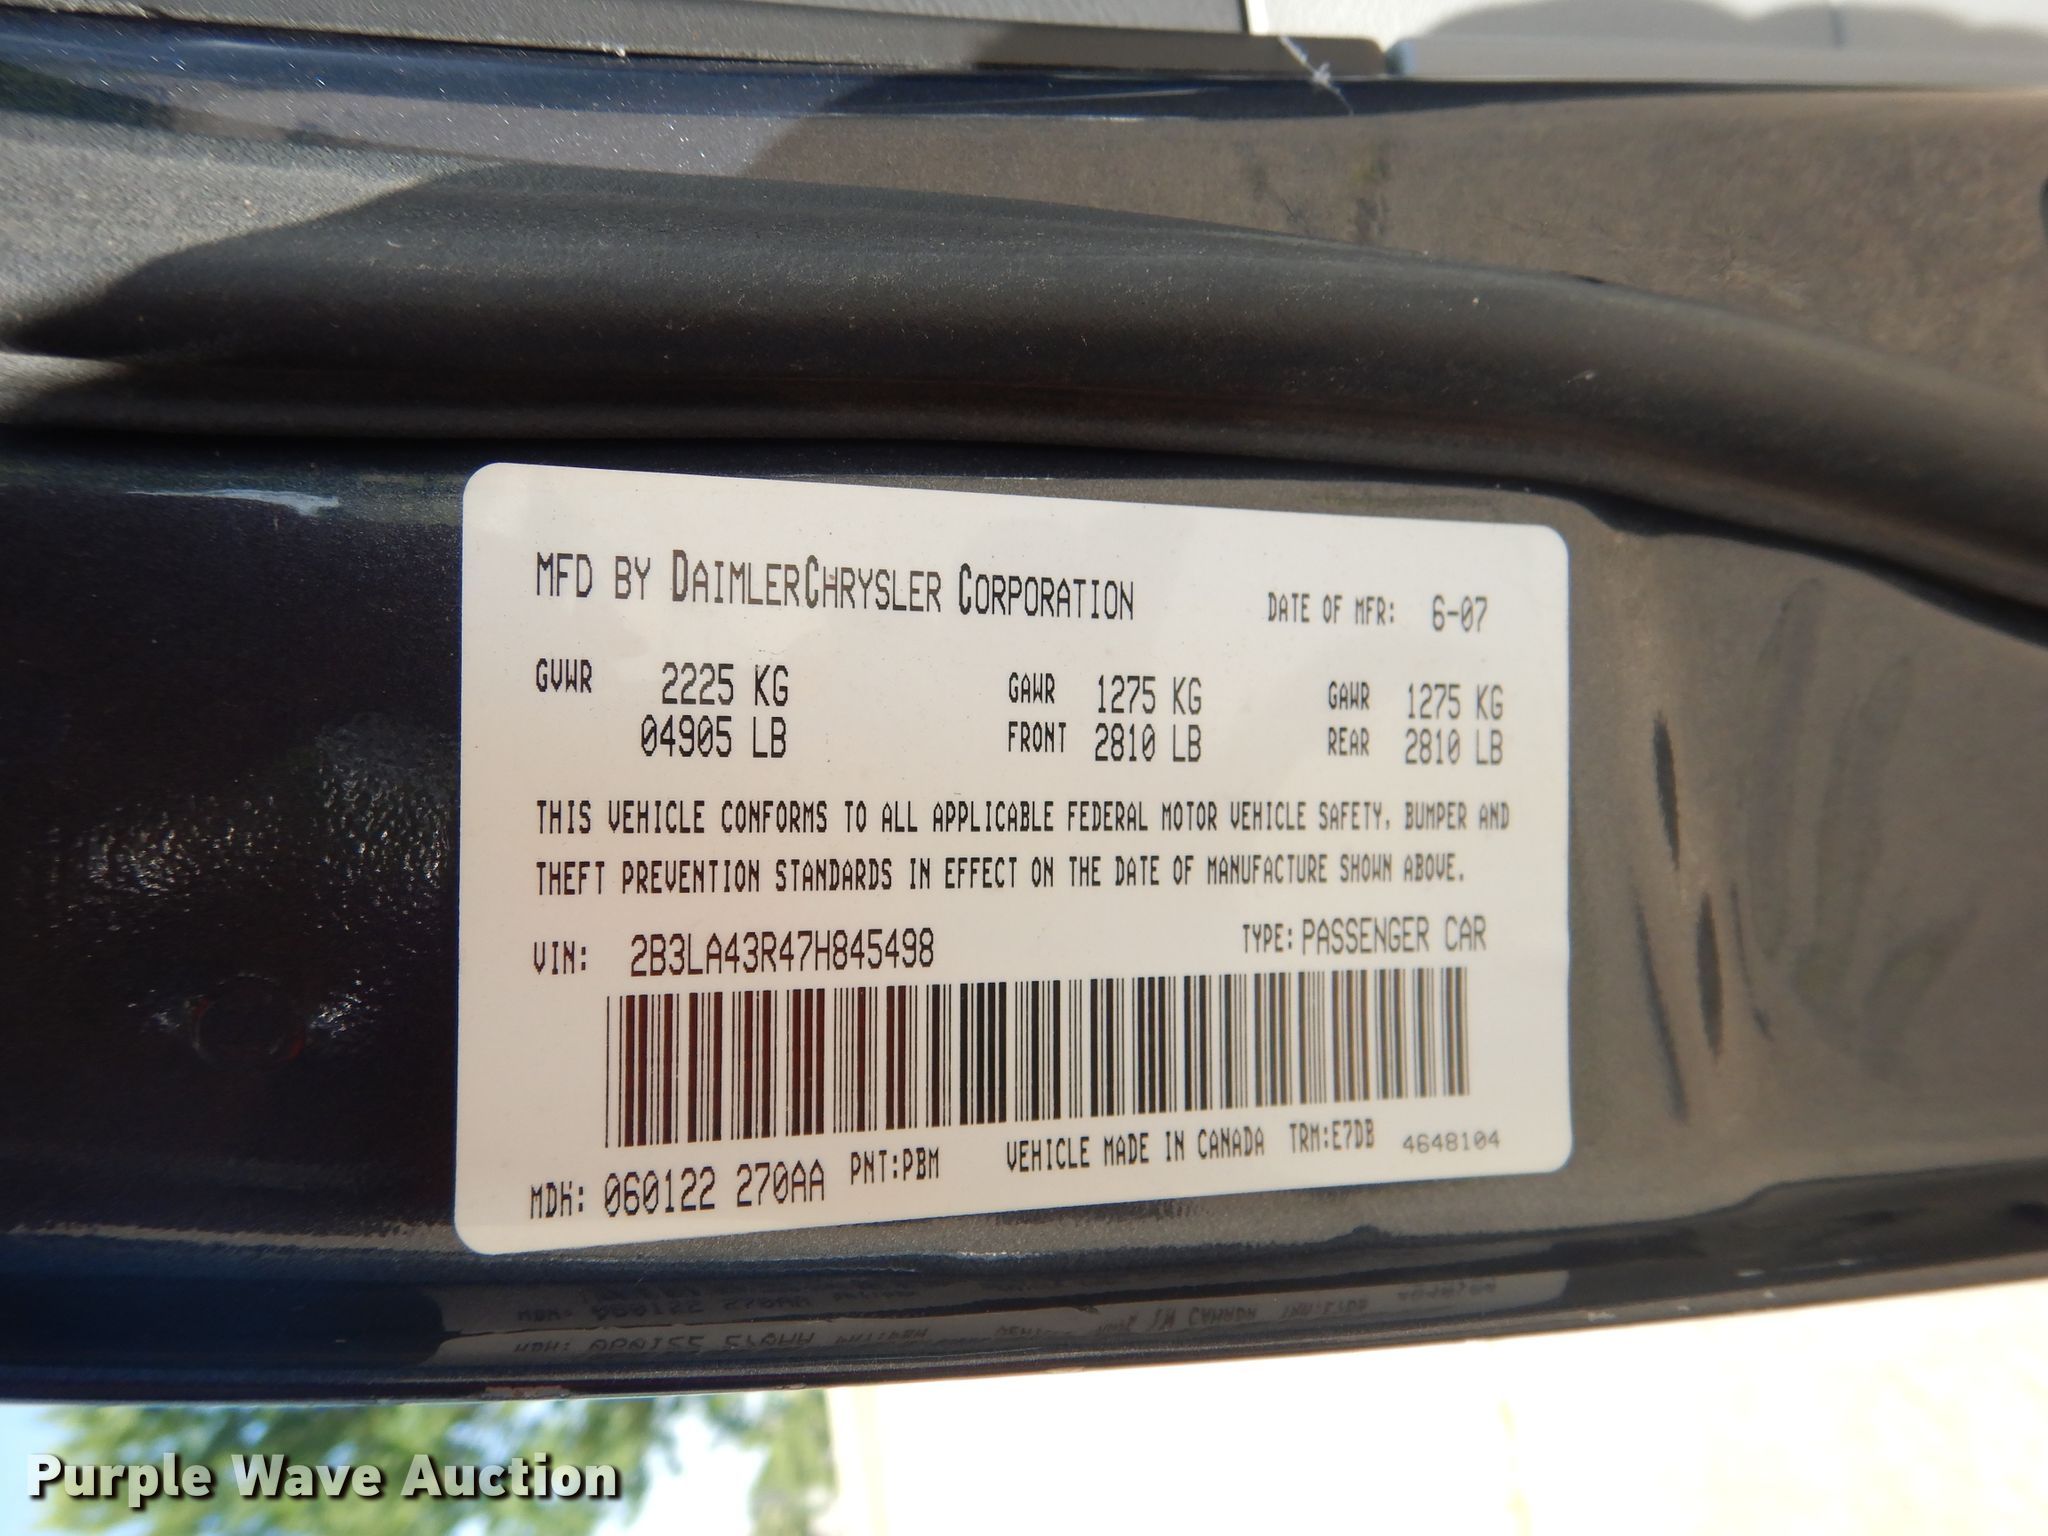 MFD BY DAIMLERCHRYSLER CORPORATION DATE OF MFR: 6-07
GVWR 2225 KG GAWR 1275 KG GAWR 1275 KG
04905 LB FRONT 2810 LB REAR 2810 LB
THIS VEHICLE CONFORMS TO ALL APPLICABLE FEDERAL MOTOR VEHICLE SAFETY, BUMPER AND
THEFT PREVENTION STANDARDS IN EFFECT ON THE DATE OF MANUFACTURE SHOWN ABOVE.
VIN: 2B3LA43R47H845498 TYPE: PASSENGER CAR
MDH: 060122 270AA PNT:PBM VEHICLE MADE IN CANADA TRM:E7DB 4648104
Purple Wave Auction